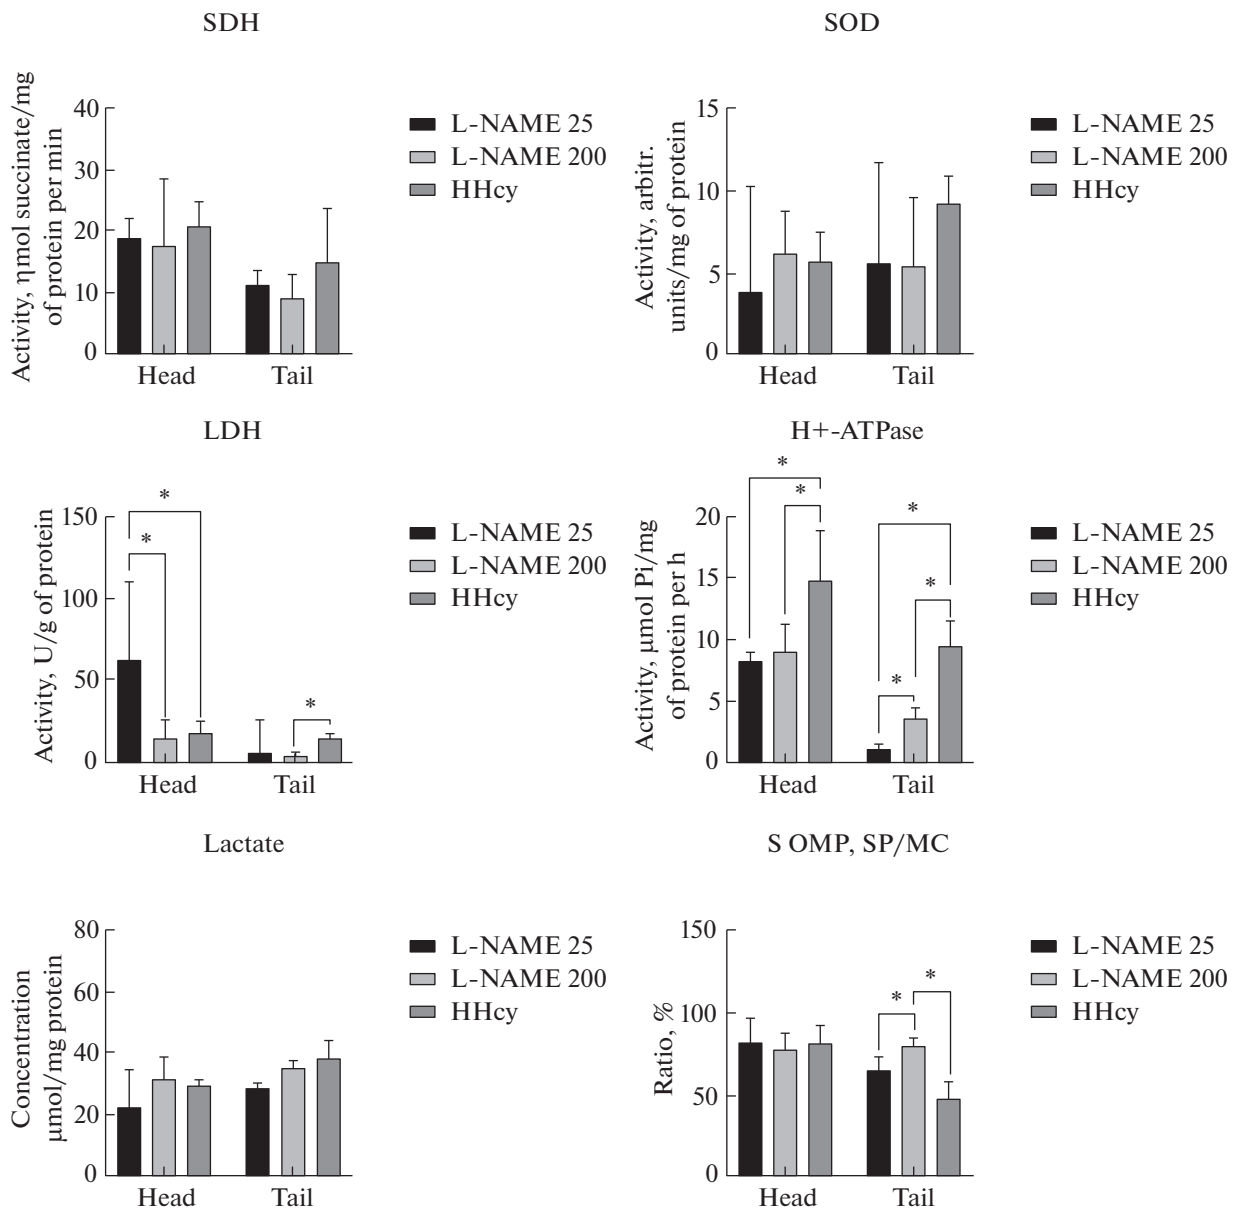 SDH
Activity, ηmol succinate/mg
of protein per min
40
30
20
10
0
Head
Tail
L-NAME 25
L-NAME 200
HHcy
SOD
Activity, arbitr.
units/mg of protein
15
10
5
0
Head
Tail
L-NAME 25
L-NAME 200
HHcy
LDH
Activity, U/g of protein
150
100
50
0
*
*
*
Head
Tail
L-NAME 25
L-NAME 200
HHcy
H+-ATPase
Activity, μmol Pi/mg
of protein per h
20
15
10
5
0
*
*
*
*
*
Head
Tail
L-NAME 25
L-NAME 200
HHcy
Lactate
Concentration
μmol/mg protein
80
60
40
20
0
Head
Tail
L-NAME 25
L-NAME 200
HHcy
S OMP, SP/MC
Ratio, %
150
100
50
0
*
*
Head
Tail
L-NAME 25
L-NAME 200
HHcy